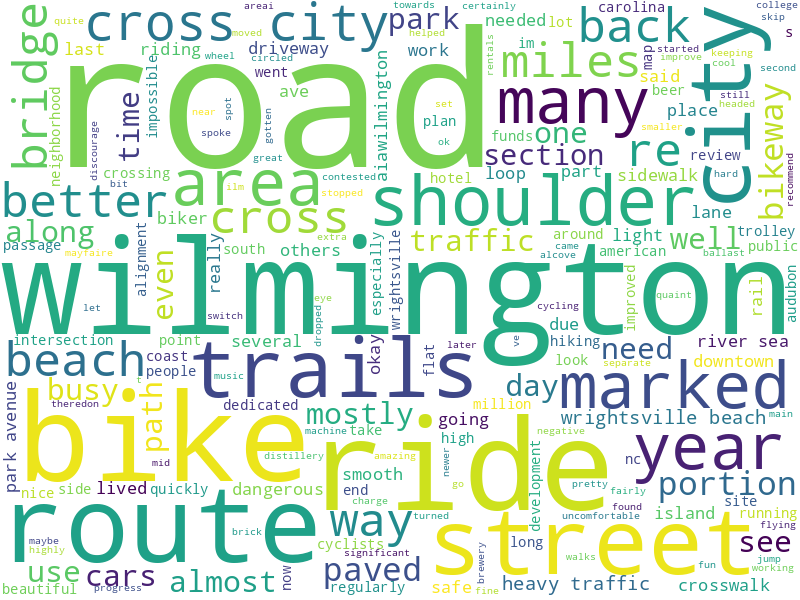 quite
moved
areai
towards
certainly
college
skip
cross city
park
needed
lot
carolina
s
bridge
road
back
city
last
riding
driveway
work
im
map
started
improve
keeping
cool
second
wheel
circled
helped
rentals
miles
said
still
headed
neighborhood
time
impossible
went
ave
aiawilmington
beer
set
many
near
spot
plan
funds
one
place
smaller
discourage
spoke
gotten
ok
section
re
review
hard
recommend
bikeway
crossing
great
contested
hotel
loop
part
sidewalk
bit
ilm
stopped
area
biker
shoulder
lane
trolley
better
cross
along
mayfaire
extra
traffic
around
light
well
public
passage
alignment
even
really
south
others
especially
wrightsville
came
alcove
american
ballast
rail
audubon
wilmington
let
eye
dropped
switch
cycling
ve
improved
quaint
intersection
point
several
due
hiking
look
separate
river sea
beach
coast
people
trails
okay
flat
later
need
downtown
theredon
t
music
day
marked
busy
path
dedicated
mostly
going
million
wrightsville beach
main
park avenue
bike
machine
take
high
newer
negative
year
mid
distillery
amazing
ride
smooth
go
development
pretty
nc
portion
nice
side
lived
quickly
dangerous
end
charge
fairly
site
found
uncomfortable
island
running
flying
maybe
route
brick
now
turned
way
cyclists
significant
long
street
safe
brewery
fine
walks
fun
see
jump
working
highly
use
cars
almost
paved
regularly
heavy traffic
crosswalk
beautiful
progress